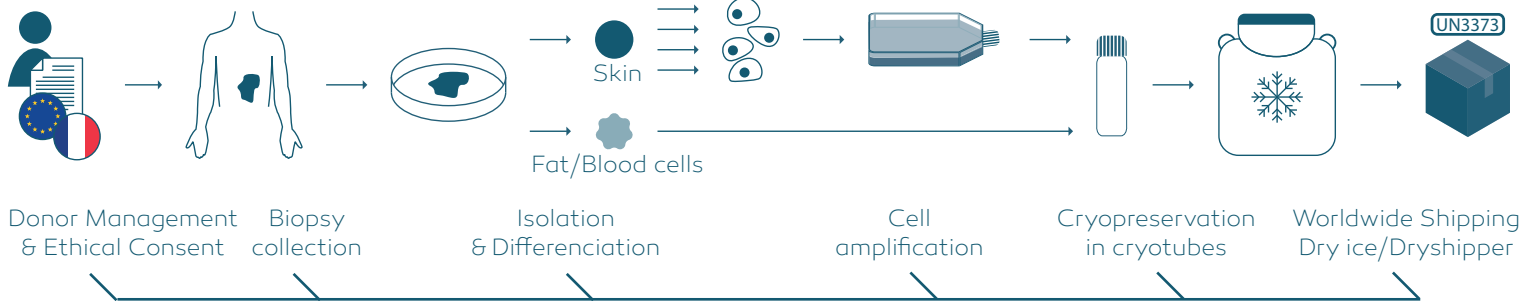 UN3373
Skin
Fat/Blood cells
Donor Management
& Ethical Consent
Biopsy
collection
Isolation
& Differenciation
Cell
amplification
Cryopreservation
in cryotubes
Worldwide Shipping
Dry ice/Dryshipper